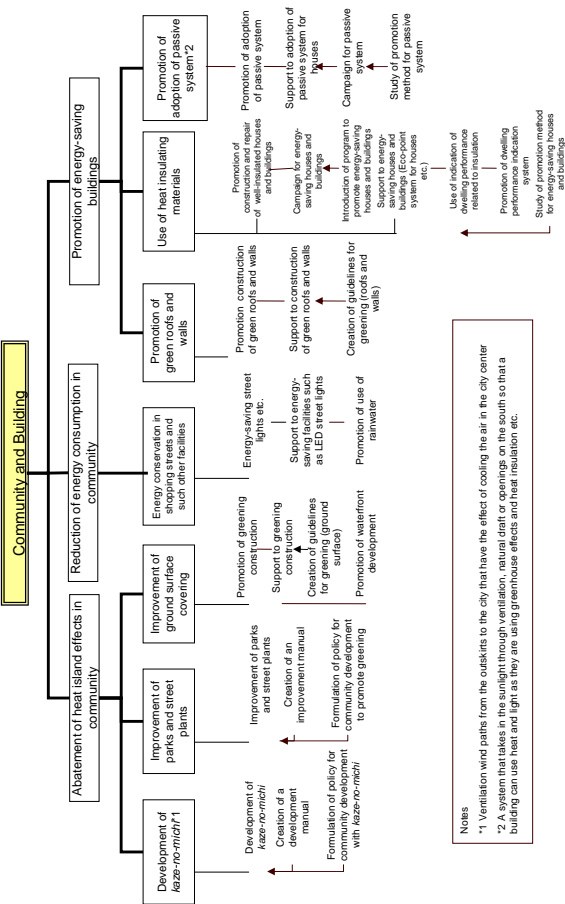 Community and Building
Abatement of heat island effects in
community
Reduction of energy consumption in
community
Promotion of energy-saving
buildings
Development of
kaze-no-michi*1
Improvement of
parks and street
plants
Improvement of
ground surface
covering
Energy conservation in
shopping streets and
such other facilities
Promotion of
green roofs and
walls
Use of heat insulating
materials
Promotion of
adoption of passive
system*2
Development of
kaze-no-michi
Creation of a
development
manual
Formulation of policy for
community development
with kaze-no-michi
Improvement of parks
and street plants
Creation of an
improvement manual
Formulation of policy for
community development
to promote greening
Promotion of greening
construction
Support to greening
construction
Creation of guidelines
for greening (ground
surface)
Promotion of waterfront
development
Energy-saving street
lights etc.
Support to energy-
saving facilities such
as LED street lights
Promotion of use of
rainwater
Promotion construction
of green roofs and walls
Support to construction
of green roofs and walls
Creation of guidelines for
greening (roofs and
walls)
Promotion of
construction and repair
of well-insulated houses
and buildings
Campaign for energy-
saving houses and
buildings
Introduction of program to
promote energy-saving
houses and buildings
Support to energy-
saving houses and
buildings (Eco-point
system for houses
etc.)
Use of indication of
dwelling performance
related to insulation
Promotion of dwelling
performance indication
system
Study of promotion method
for energy-saving houses
and buildings
Promotion of adoption
of passive system
Support to adoption of
passive system for
houses
Campaign for passive
system
Study of promotion
method for passive
system
Notes
*1 Ventilation wind paths from the outskirts to the city that have the effect of cooling the air in the city center
*2 A system that takes in the sunlight through ventilation, natural draft or openings on the south so that a
building can use heat and light as they are using greenhouse effects and heat insulation etc.